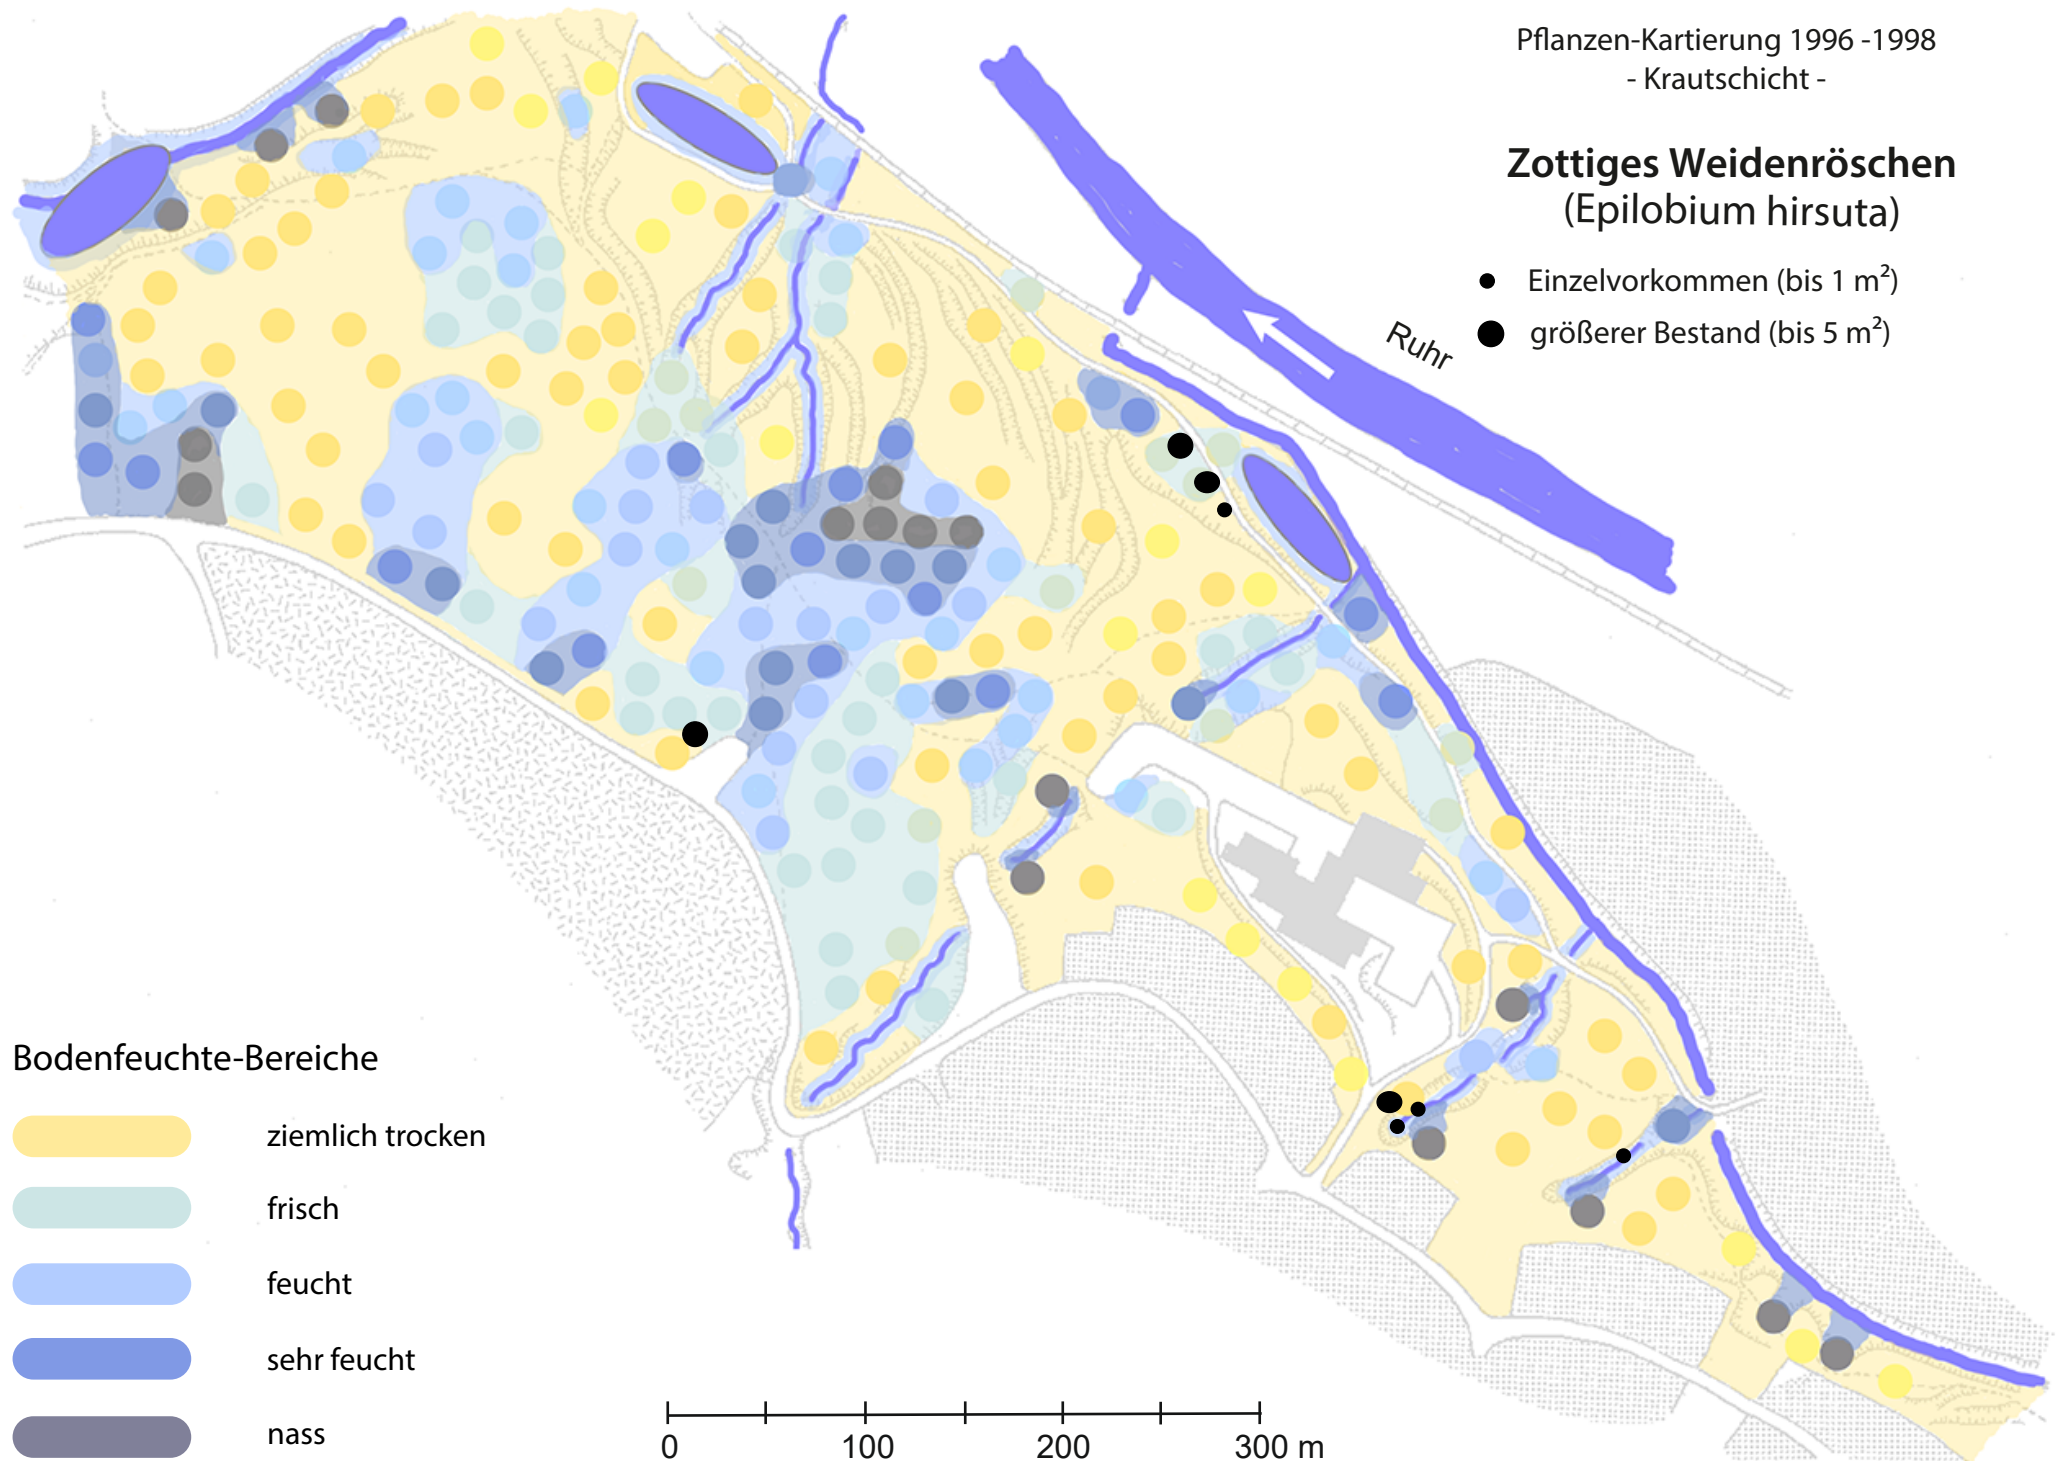 Pflanzen-Kartierung 1996 -1998
- Krautschicht -
Zottiges Weidenröschen
(Epilobium hirsuta)
Einzelvorkommen (bis 1 m²)
größerer Bestand (bis 5 m²)
Ruhr
Bodenfeuchte-Bereiche
ziemlich trocken
frisch
feucht
sehr feucht
nass
0 100 200 300 m